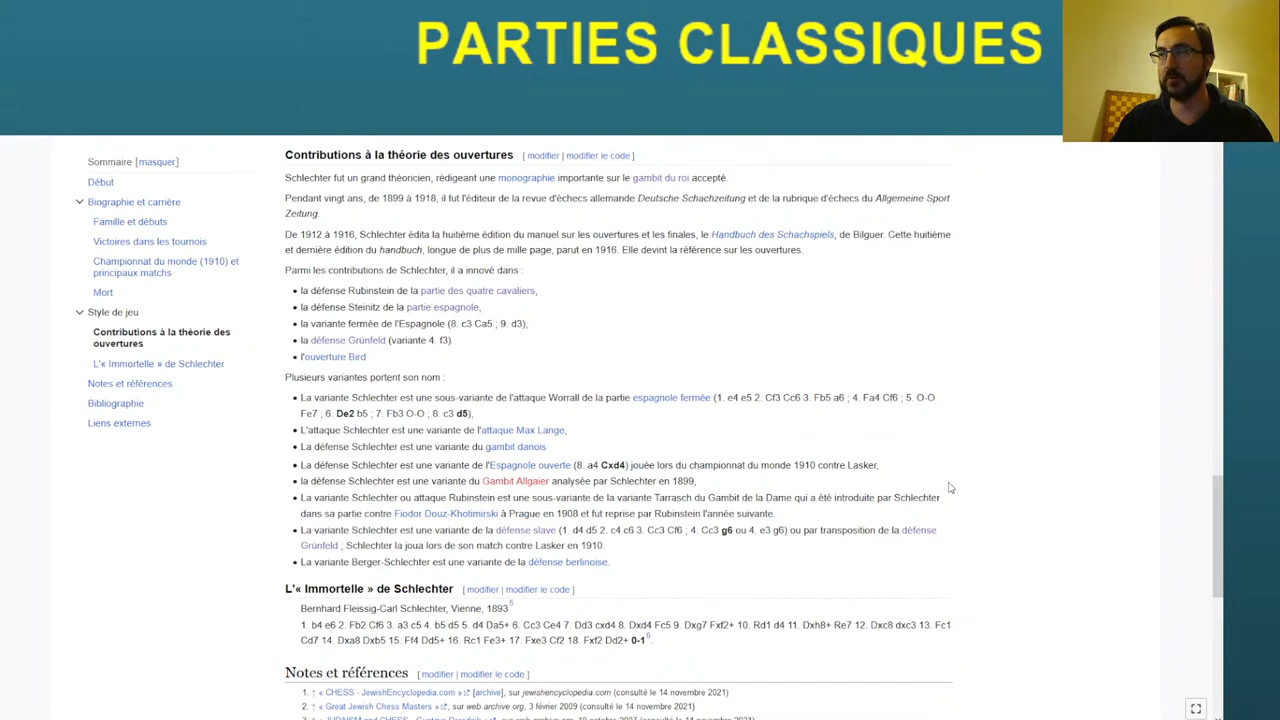 PARTIES CLASSIQUES
Sommaire [masquer]
Début
Biographie et carrière
Famille et débuts
Victoires dans les tournois
Championnat du monde (1910) et
principaux matchs
Mort
Style de jeu
Contributions à la théorie des
ouvertures
L'« Immortelle » de Schlechter
Notes et références
Bibliographie
Liens externes
Contributions à la théorie des ouvertures [ modifier | modifier le code ]
Schlechter fut un grand théoricien, rédigeant une monographie importante sur le gambit du roi accepté.
Pendant vingt ans, de 1899 à 1918, il fut l'éditeur de la revue d'échecs allemande Deutsche Schachzeitung et de la rubrique d'échecs du Allgemeine Sport
Zeitung.
De 1912 à 1916, Schlechter édita la huitième édition du manuel sur les ouvertures et les finales, le Handbuch des Schachspiels, de Bilguer. Cette huitième
et dernière édition du handbuch, longue de plus de mille page, parut en 1916. Elle devint la référence sur les ouvertures.
Parmi les contributions de Schlechter, il a innové dans :
• la défense Rubinstein de la partie des quatre cavaliers,
• la défense Steinitz de la partie espagnole,
• la variante fermée de l'Espagnole (8. c3 Ca5 ; 9. d3),
• la défense Grünfeld (variante 4. f3)
• l'ouverture Bird
Plusieurs variantes portent son nom :
• La variante Schlechter est une sous-variante de l'attaque Worrall de la partie espagnole fermée (1. e4 e5 2. Cf3 Cc6 3. Fb5 a6 ; 4. Fa4 Cf6 ; 5. O-O
Fe7 ; 6. De2 b5 ; 7. Fb3 O-O ; 8. c3 d5),
• L'attaque Schlechter est une variante de l'attaque Max Lange,
• La défense Schlechter est une variante du gambit danois
• La défense Schlechter est une variante de l'Espagnole ouverte (8. a4 Cxd4) jouée lors du championnat du monde 1910 contre Lasker,
• la défense Schlechter est une variante du Gambit Allgaier analysée par Schlechter en 1899,
• La variante Schlechter ou attaque Rubinstein est une sous-variante de la variante Tarrasch du Gambit de la Dame qui a été introduite par Schlechter
dans sa partie contre Fiodor Douz-Khotimirski à Prague en 1908 et fut reprise par Rubinstein l'année suivante.
• La variante Schlechter est une variante de la défense slave (1. d4 d5 2. c4 c6 3. Cc3 Cf6 ; 4. Cc3 g6 ou 4. e3 g6) ou par transposition de la défense
Grünfeld ; Schlechter la joua lors de son match contre Lasker en 1910.
• La variante Berger-Schlechter est une variante de la défense berlinoise.
L'« Immortelle » de Schlechter [ modifier | modifier le code ]
Bernhard Fleissig-Carl Schlechter, Vienne, 1893 5
1. b4 e6 2. Fb2 Cf6 3. a3 c5 4. b5 d5 5. d4 Da5+ 6. Cc3 Ce4 7. Dd3 cxd4 8. Dxd4 Fc5 9. Dxg7 Fxf2+ 10. Rd1 d4 11. Dxh8+ Re7 12. Dxc8 dxc3 13. Fc1
Cd7 14. Dxa8 Dxb5 15. Ff4 Dd5+ 16. Rc1 Fe3+ 17. Fxe3 Cf2 18. Fxf2 Dd2+ 0-1 6.
Notes et références [ modifier | modifier le code ]
1. ↑ « CHESS - JewishEncyclopedia.com » [archive], sur jewishencyclopedia.com (consulté le 14 novembre 2021)
2. ↑ « Great Jewish Chess Masters » [archive], sur web.archive.org, 3 février 2009 (consulté le 14 novembre 2021)